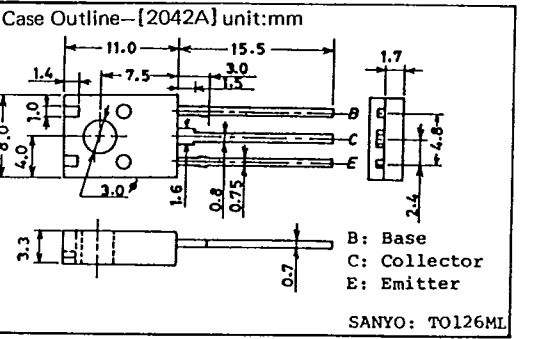 Case Outline-[2042A] unit:mm
11.0
15.5
1.7
1.4
7.5
3.0
1.5
1.0
8.0
4.0
B
C
E
4.8
3.0 ø
1.6
0.8
0.75
2.4
3.3
0.7
B: Base
C: Collector
E: Emitter
SANYO: TO126ML